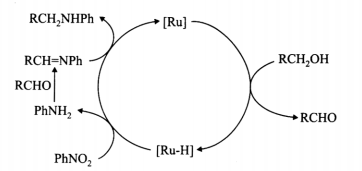 RCH₂NHPh
[Ru]
RCH=NPh
RCH₂OH
RCHO
PhNH₂
RCHO
[Ru-H]
PhNO₂